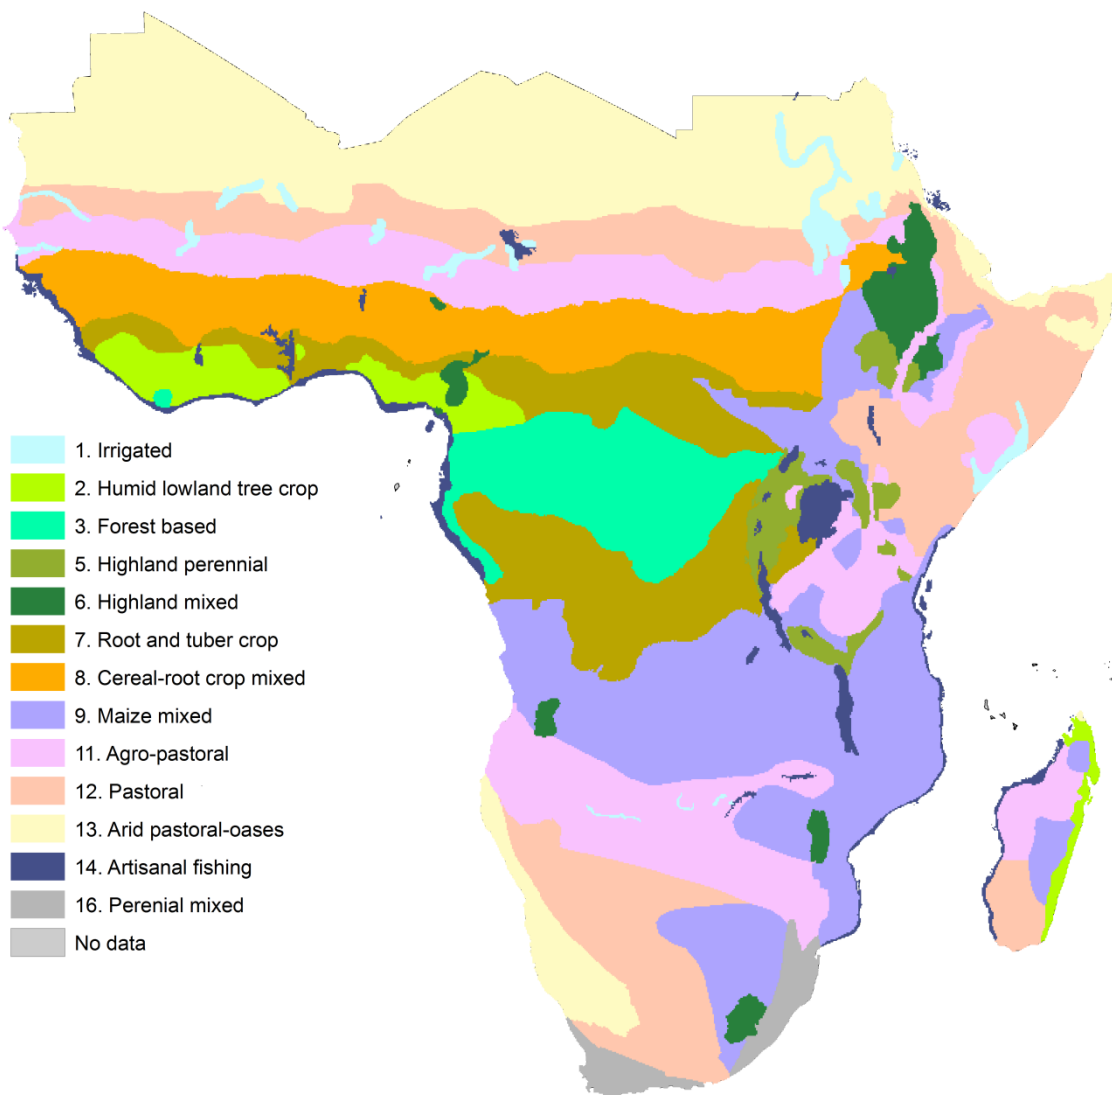 1. Irrigated
2. Humid lowland tree crop
3. Forest based
5. Highland perennial
6. Highland mixed
7. Root and tuber crop
8. Cereal-root crop mixed
9. Maize mixed
11. Agro-pastoral
12. Pastoral
13. Arid pastoral-oases
14. Artisanal fishing
16. Perenial mixed
No data